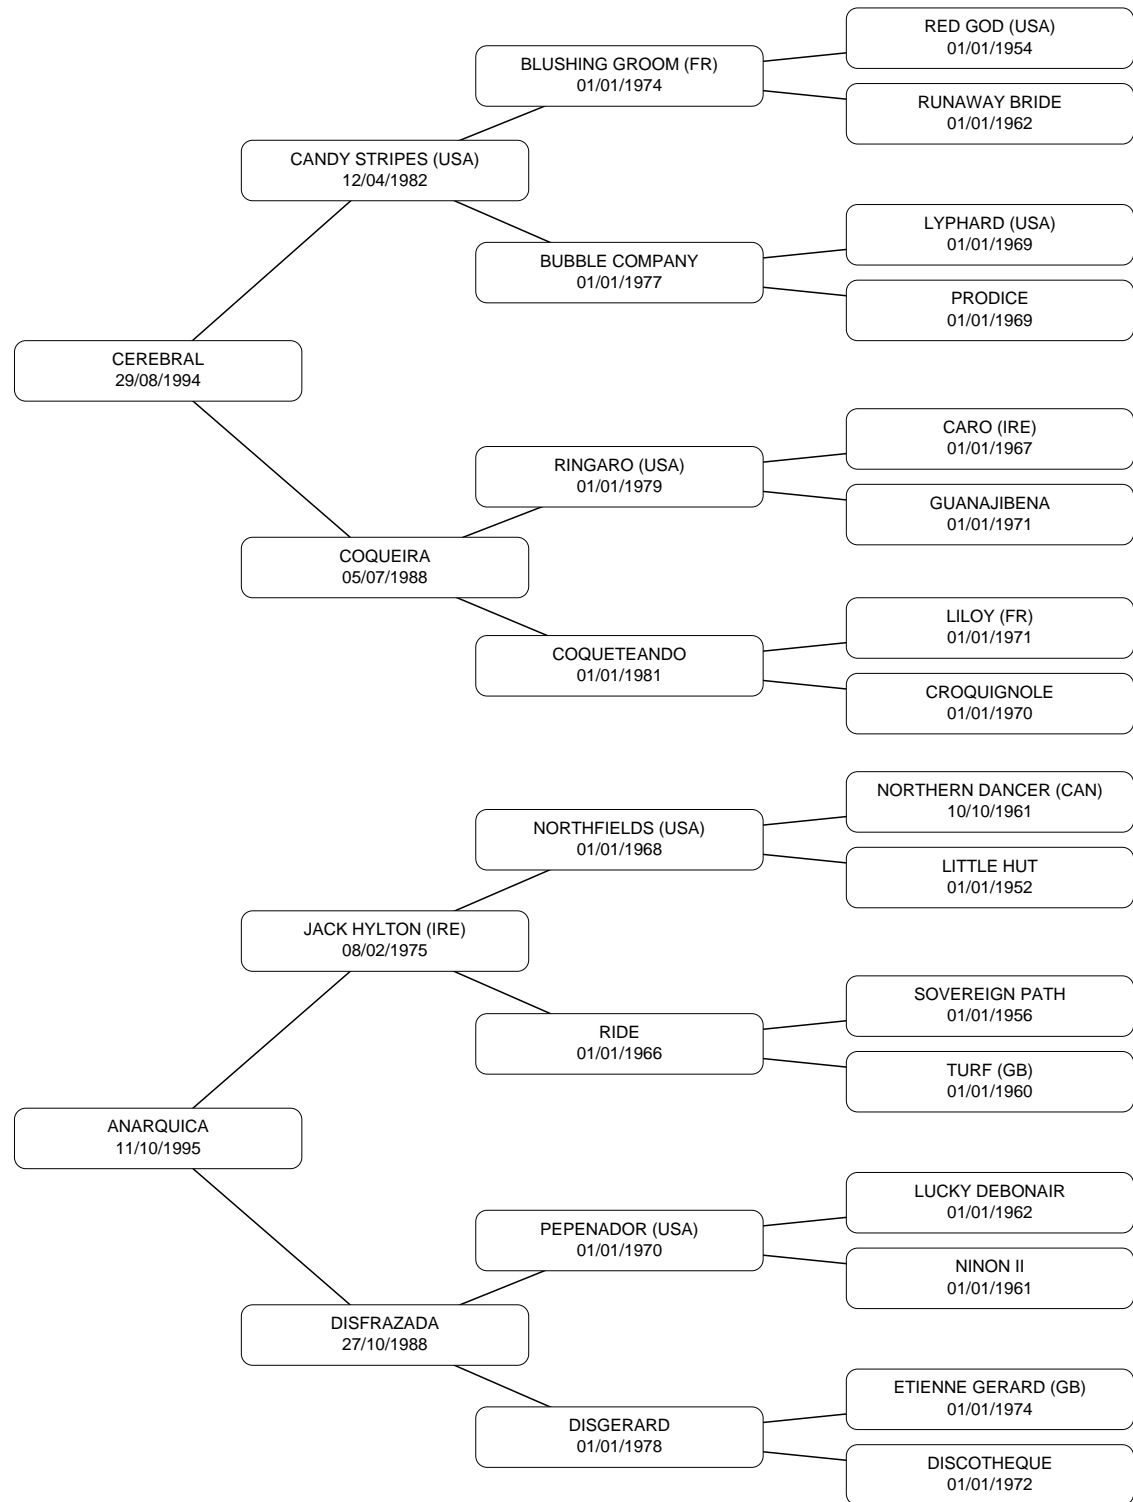 RED GOD (USA)
01/01/1954
BLUSHING GROOM (FR)
01/01/1974
RUNAWAY BRIDE
01/01/1962
CANDY STRIPES (USA)
12/04/1982
LYPHARD (USA)
01/01/1969
BUBBLE COMPANY
01/01/1977
PRODICE
01/01/1969
CEREBRAL
29/08/1994
CARO (IRE)
01/01/1967
RINGARO (USA)
01/01/1979
GUANAJIBENA
01/01/1971
COQUEIRA
05/07/1988
LILOY (FR)
01/01/1971
COQUETEANDO
01/01/1981
CROQUIGNOLE
01/01/1970
NORTHERN DANCER (CAN)
10/10/1961
NORTHFIELDS (USA)
01/01/1968
LITTLE HUT
01/01/1952
JACK HYLTON (IRE)
08/02/1975
SOVEREIGN PATH
01/01/1956
RIDE
01/01/1966
TURF (GB)
01/01/1960
ANARQUICA
11/10/1995
LUCKY DEBONAIR
01/01/1962
PEPENADOR (USA)
01/01/1970
NINON II
01/01/1961
DISFRAZADA
27/10/1988
ETIENNE GERARD (GB)
01/01/1974
DISGERARD
01/01/1978
DISCOTHEQUE
01/01/1972